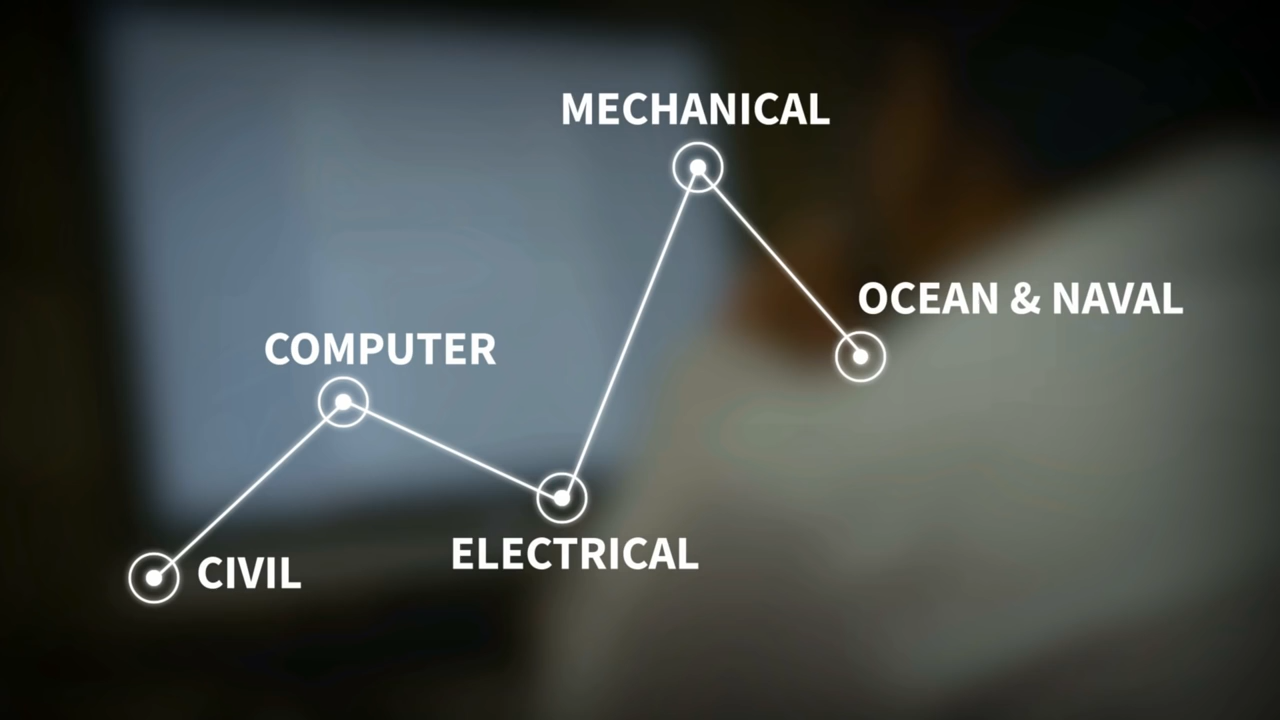 MECHANICAL
OCEAN & NAVAL
COMPUTER
ELECTRICAL
CIVIL